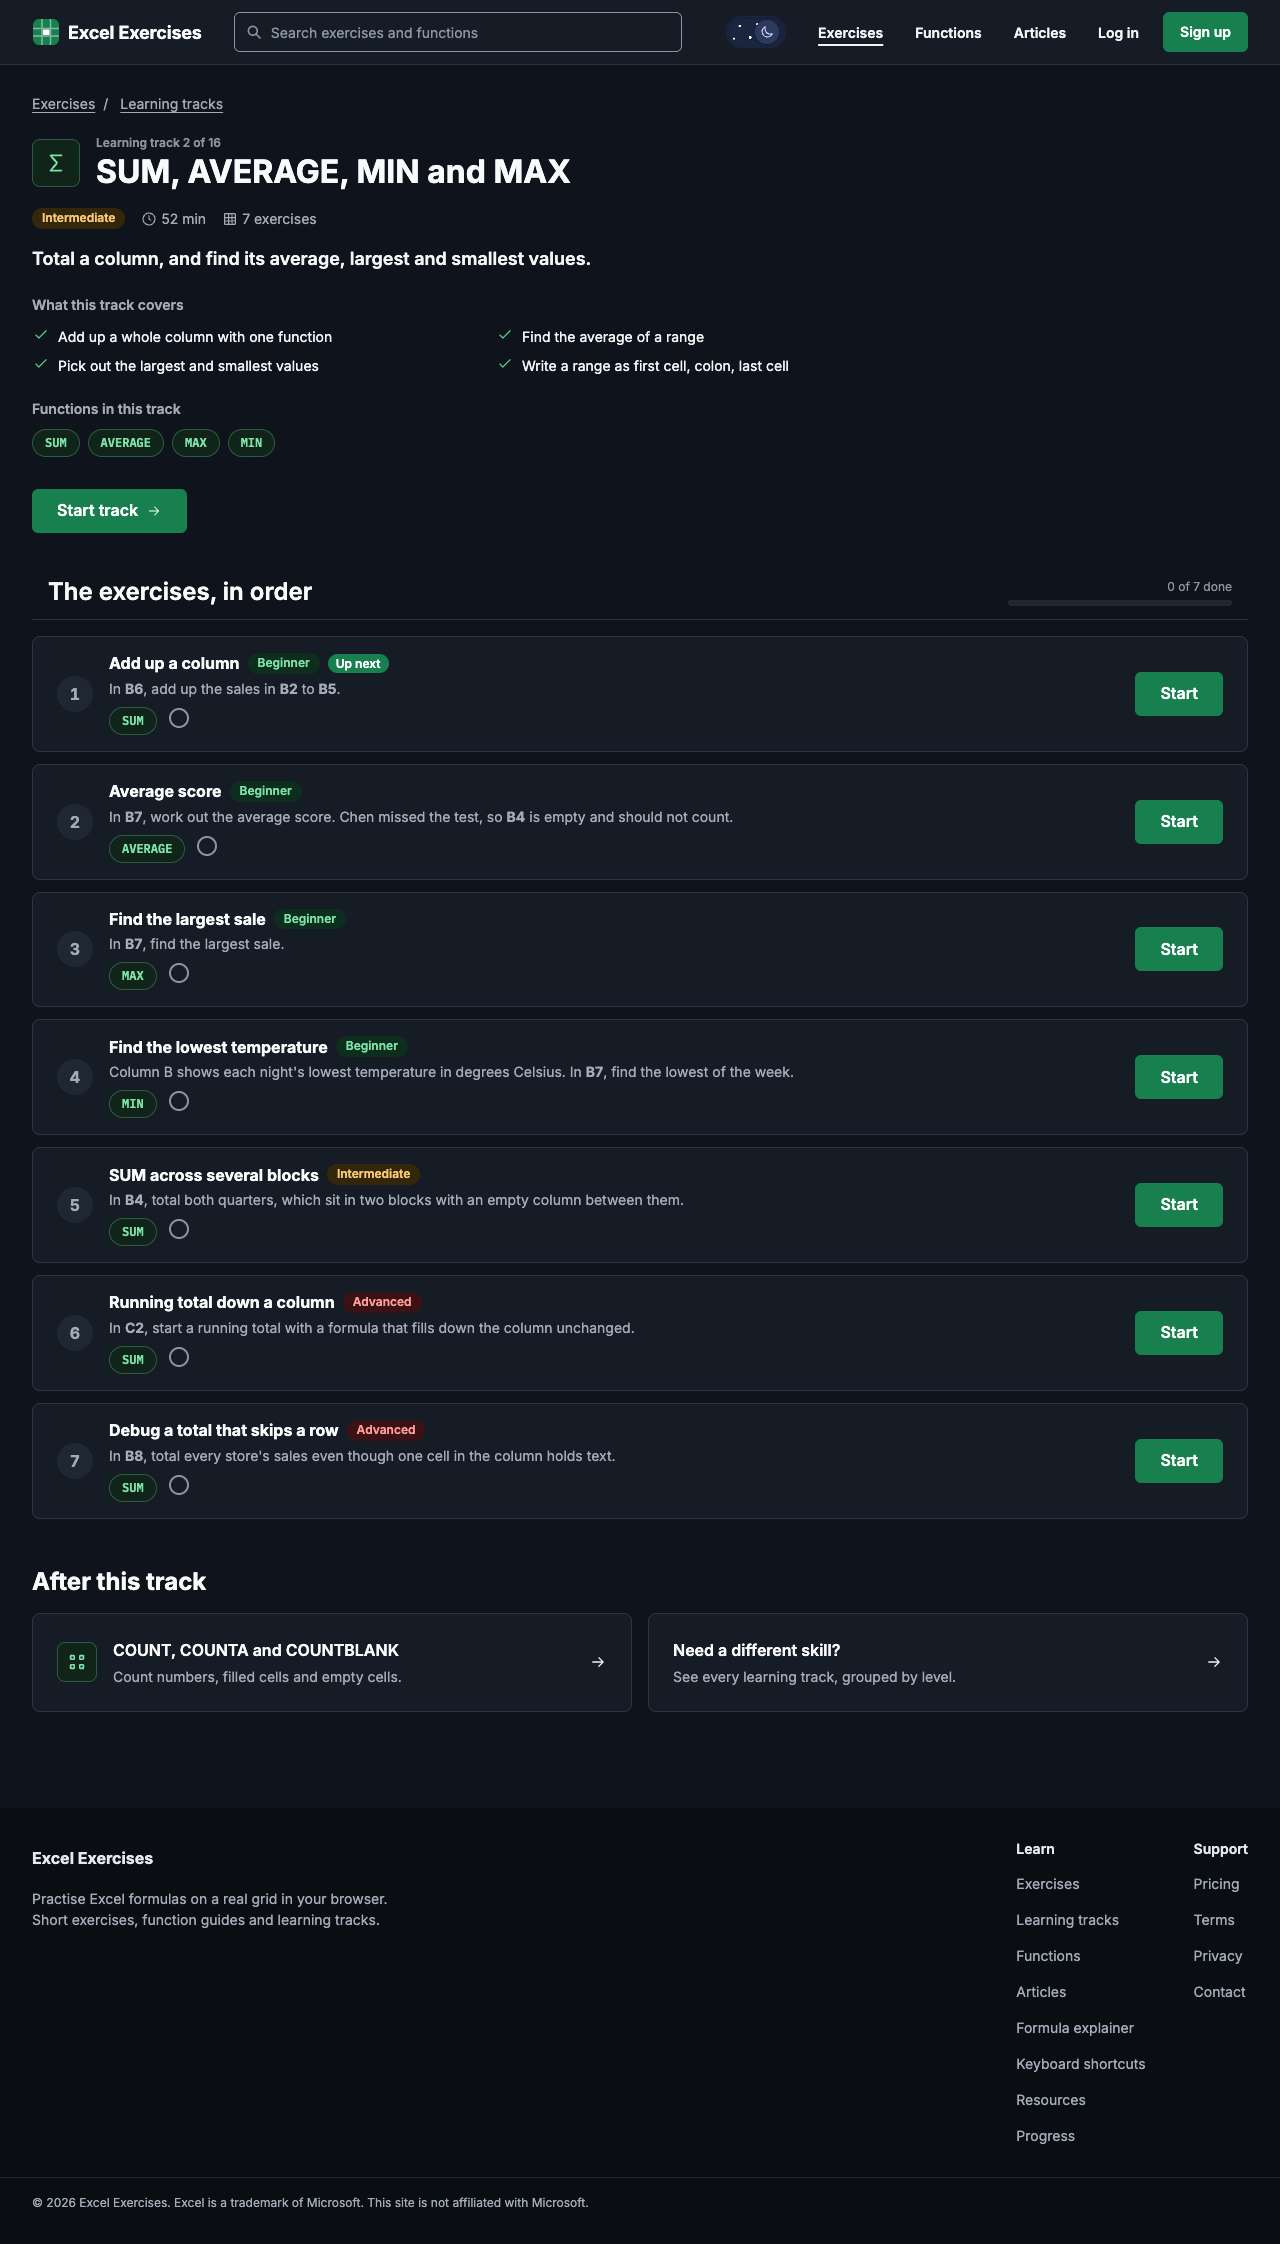 Excel Exercises
Search exercises and functions
Exercises
Functions
Articles
Log in
Sign up
Exercises / Learning tracks
Learning track 2 of 16
Σ
SUM, AVERAGE, MIN and MAX
Intermediate
52 min
7 exercises
Total a column, and find its average, largest and smallest values.
What this track covers
Add up a whole column with one function
Find the average of a range
Pick out the largest and smallest values
Write a range as first cell, colon, last cell
Functions in this track
SUM
AVERAGE
MAX
MIN
Start track →
The exercises, in order
0 of 7 done
1
Add up a column
Beginner
Up next
In B6, add up the sales in B2 to B5.
SUM
Start
2
Average score
Beginner
In B7, work out the average score. Chen missed the test, so B4 is empty and should not count.
AVERAGE
Start
3
Find the largest sale
Beginner
In B7, find the largest sale.
MAX
Start
4
Find the lowest temperature
Beginner
Column B shows each night's lowest temperature in degrees Celsius. In B7, find the lowest of the week.
MIN
Start
5
SUM across several blocks
Intermediate
In B4, total both quarters, which sit in two blocks with an empty column between them.
SUM
Start
6
Running total down a column
Advanced
In C2, start a running total with a formula that fills down the column unchanged.
SUM
Start
7
Debug a total that skips a row
Advanced
In B8, total every store's sales even though one cell in the column holds text.
SUM
Start
After this track
COUNT, COUNTA and COUNTBLANK
Count numbers, filled cells and empty cells.
→
Need a different skill?
See every learning track, grouped by level.
→
Excel Exercises
Practise Excel formulas on a real grid in your browser.
Short exercises, function guides and learning tracks.
Learn
Exercises
Learning tracks
Functions
Articles
Formula explainer
Keyboard shortcuts
Resources
Progress
Support
Pricing
Terms
Privacy
Contact
© 2026 Excel Exercises. Excel is a trademark of Microsoft. This site is not affiliated with Microsoft.